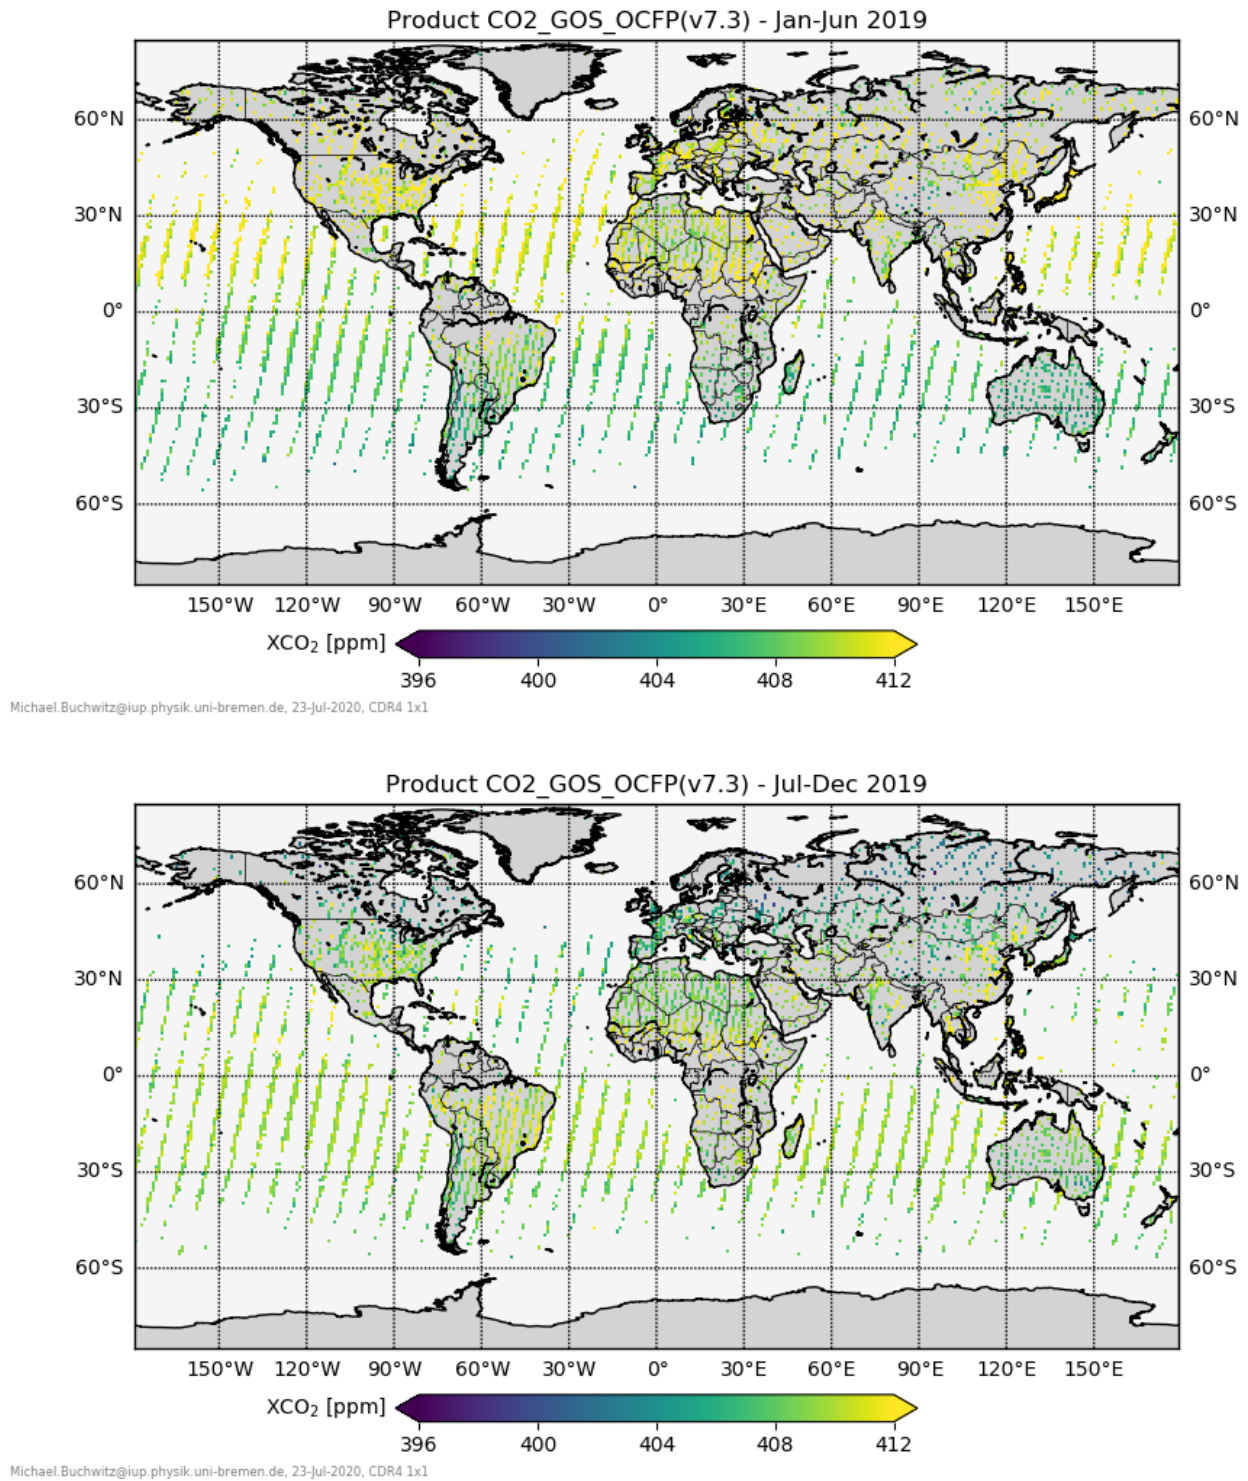 Product CO2_GOS_OCFP(v7.3) - Jan-Jun 2019
60°N 60°N
30°N 30°N
0° 0°
30°S 30°S
60°S 60°S
150°W 120°W 90°W 60°W 30°W 0° 30°E 60°E 90°E 120°E 150°E
XCO₂ [ppm]
396 400 404 408 412
Michael.Buchwitz@iup.physik.uni-bremen.de, 23-Jul-2020, CDR4 1x1
Product CO2_GOS_OCFP(v7.3) - Jul-Dec 2019
60°N 60°N
30°N 30°N
0° 0°
30°S 30°S
60°S 60°S
150°W 120°W 90°W 60°W 30°W 0° 30°E 60°E 90°E 120°E 150°E
XCO₂ [ppm]
396 400 404 408 412
Michael.Buchwitz@iup.physik.uni-bremen.de, 23-Jul-2020, CDR4 1x1